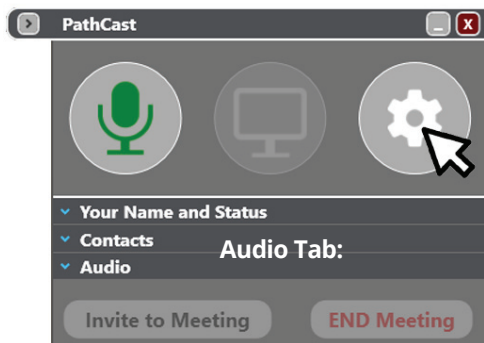 PathCast
X
Your Name and Status
Contacts
Audio Tab:
Audio
Invite to Meeting END Meeting